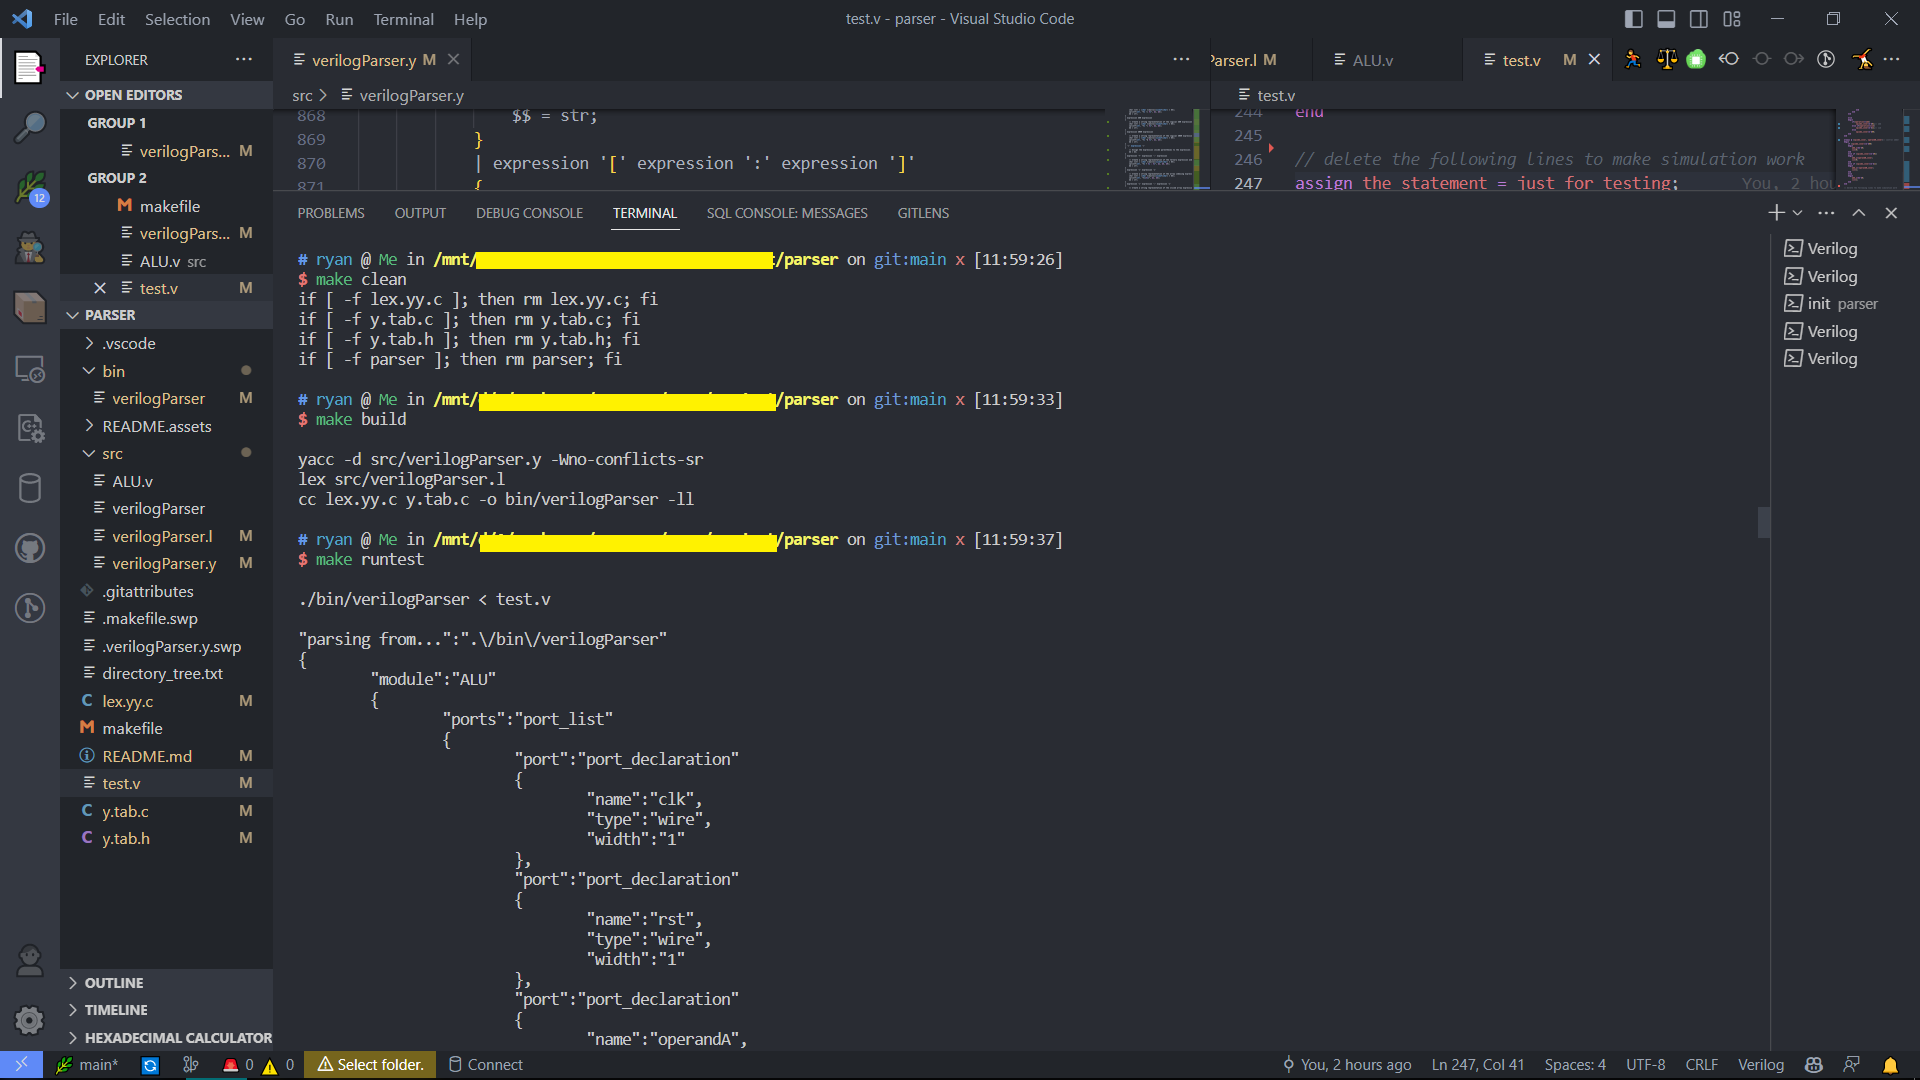 File Edit Selection View Go Run Terminal Help
test.v - parser - Visual Studio Code
EXPLORER
OPEN EDITORS
GROUP 1
verilogPars... M
GROUP 2
makefile
verilogPars... M
ALU.v src
test.v M
PARSER
.vscode
bin
verilogParser M
README.assets
src
ALU.v
verilogParser
verilogParser.l M
verilogParser.y M
.gitattributes
.makefile.swp
.verilogParser.y.swp
directory_tree.txt
lex.yy.c M
makefile
README.md M
test.v M
y.tab.c M
y.tab.h M
OUTLINE
TIMELINE
HEXADECIMAL CALCULATOR
12
verilogParser.y M
src > verilogParser.y
868 $$ = str;
869 }
870 | expression '[' expression ':' expression ']'
871 {
Parser.l M
ALU.v
test.v M
test.v
244 end
245
246 // delete the following lines to make simulation work
247 assign the statement = just for testing; You, 2 hou
PROBLEMS OUTPUT DEBUG CONSOLE TERMINAL SQL CONSOLE: MESSAGES GITLENS
# ryan @ Me in /mnt/ /parser on git:main x [11:59:26]
$ make clean
if [ -f lex.yy.c ]; then rm lex.yy.c; fi
if [ -f y.tab.c ]; then rm y.tab.c; fi
if [ -f y.tab.h ]; then rm y.tab.h; fi
if [ -f parser ]; then rm parser; fi
# ryan @ Me in /mnt/ /parser on git:main x [11:59:33]
$ make build
yacc -d src/verilogParser.y -Wno-conflicts-sr
lex src/verilogParser.l
cc lex.yy.c y.tab.c -o bin/verilogParser -ll
# ryan @ Me in /mnt/ /parser on git:main x [11:59:37]
$ make runtest
./bin/verilogParser < test.v
"parsing from...":".\/bin\/verilogParser"
{
"module":"ALU"
{
"ports":"port_list"
{
"port":"port_declaration"
{
"name":"clk",
"type":"wire",
"width":"1"
},
"port":"port_declaration"
{
"name":"rst",
"type":"wire",
"width":"1"
},
"port":"port_declaration"
{
"name":"operandA",
Verilog
Verilog
init parser
Verilog
Verilog
main* 0 0 Select folder. Connect
You, 2 hours ago Ln 247, Col 41 Spaces: 4 UTF-8 CRLF Verilog